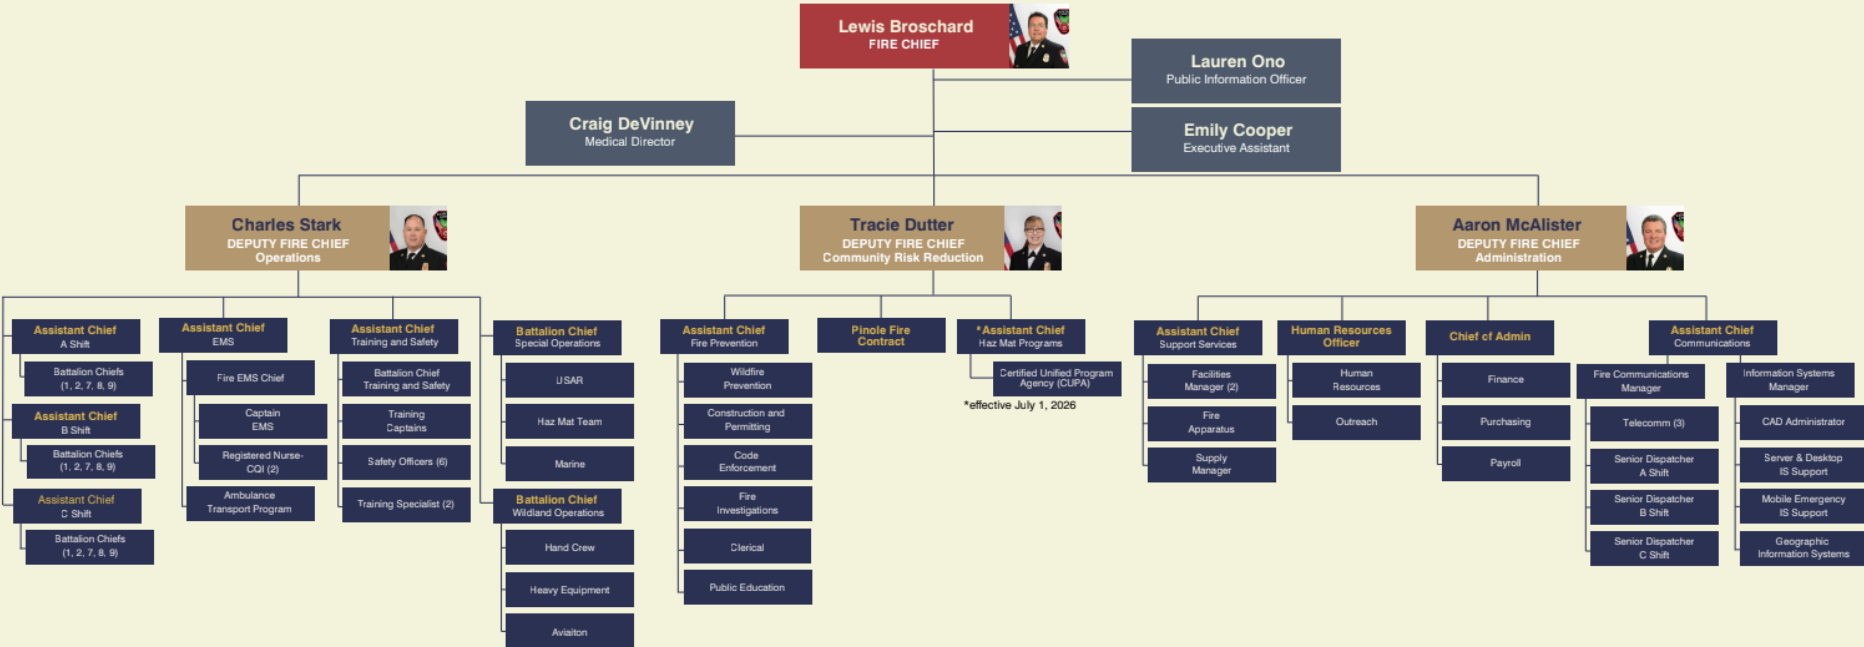 Lewis Broschard
FIRE CHIEF
Lauren Ono
Public Information Officer
Craig DeVinney
Medical Director
Emily Cooper
Executive Assistant
Charles Stark
DEPUTY FIRE CHIEF
Operations
Tracie Dutter
DEPUTY FIRE CHIEF
Community Risk Reduction
Aaron McAlister
DEPUTY FIRE CHIEF
Administration
Assistant Chief
A Shift
Battalion Chiefs
(1, 2, 7, 8, 9)
Assistant Chief
B Shift
Battalion Chiefs
(1, 2, 7, 8, 9)
Assistant Chief
C Shift
Battalion Chiefs
(1, 2, 7, 8, 9)
Assistant Chief
EMS
Fire EMS Chief
Captain
EMS
Registered Nurse-
CQI (2)
Ambulance
Transport Program
Assistant Chief
Training and Safety
Battalion Chief
Training and Safety
Training
Captains
Safety Officers (6)
Training Specialist (2)
Battalion Chief
Special Operations
USAR
Haz Mat Team
Marine
Battalion Chief
Wildland Operations
Hand Crew
Heavy Equipment
Aviaiton
Assistant Chief
Fire Prevention
Wildfire
Prevention
Construction and
Permitting
Code
Enforcement
Fire
Investigations
Clerical
Public Education
Pinole Fire
Contract
*Assistant Chief
Haz Mat Programs
Certified Unified Program
Agency (CUPA)
*effective July 1, 2026
Assistant Chief
Support Services
Facilities
Manager (2)
Fire
Apparatus
Supply
Manager
Human Resources
Officer
Human
Resources
Outreach
Chief of Admin
Finance
Purchasing
Payroll
Assistant Chief
Communications
Fire Communications
Manager
Telecomm (3)
Senior Dispatcher
A Shift
Senior Dispatcher
B Shift
Senior Dispatcher
C Shift
Information Systems
Manager
CAD Administrator
Server & Desktop
IS Support
Mobile Emergency
IS Support
Geographic
Information Systems